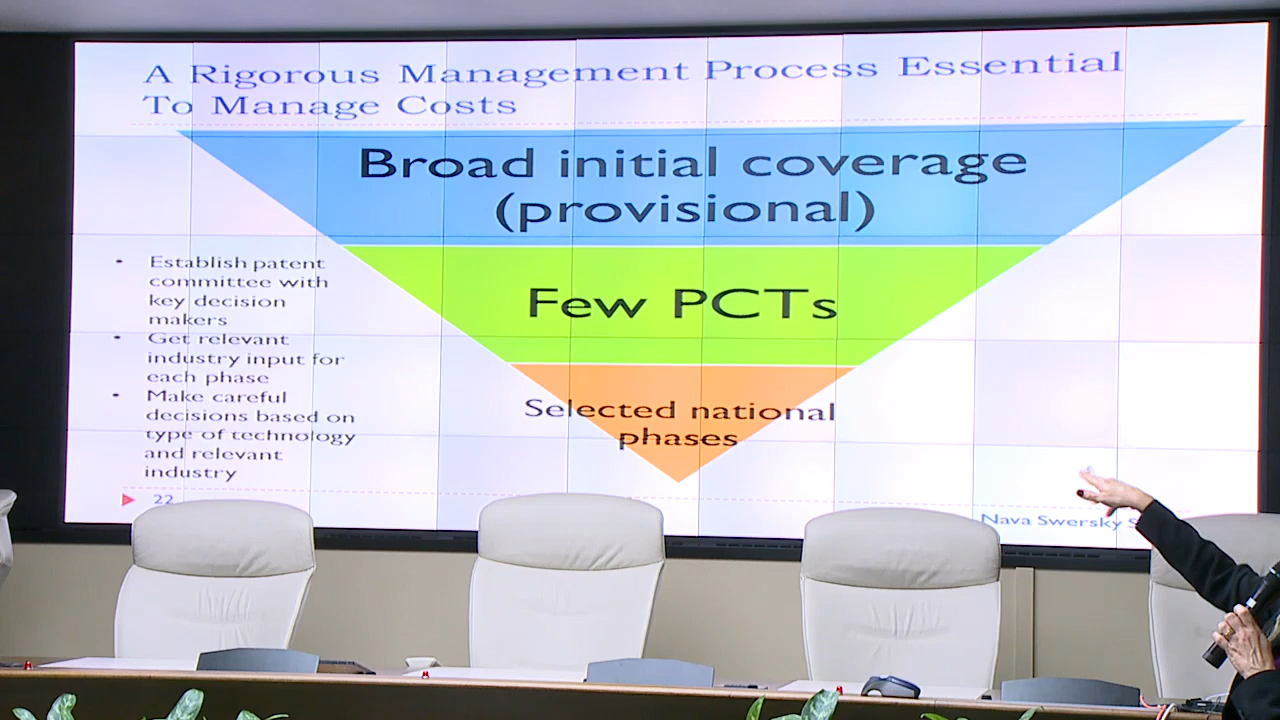 A Rigorous Management Process Essential
To Manage Costs
Broad initial coverage
(provisional)
Few PCTs
Selected national
phases
• Establish patent
committee with
key decision
makers
• Get relevant
industry input for
each phase
• Make careful
decisions based on
type of technology
and relevant
industry
22
Nava Swersky